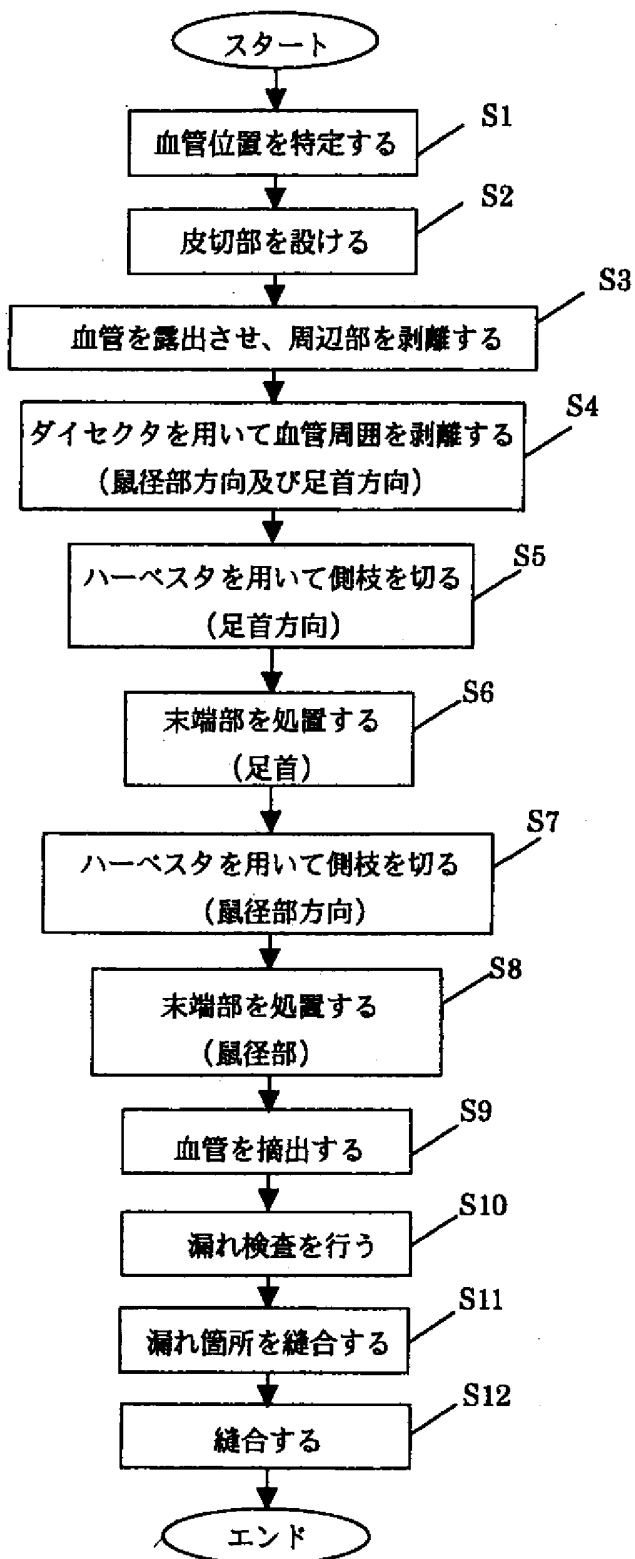 スタート
S1
血管位置を特定する
S2
皮切部を設ける
S3
血管を露出させ、周辺部を剥離する
S4
ダイセクタを用いて血管周囲を剥離する
(鼠径部方向及び足首方向)
S5
ハーベスタを用いて側枝を切る
(足首方向)
S6
末端部を処置する
(足首)
S7
ハーベスタを用いて側枝を切る
(鼠径部方向)
S8
末端部を処置する
(鼠径部)
S9
血管を摘出する
S10
漏れ検査を行う
S11
漏れ箇所を縫合する
S12
縫合する
エンド